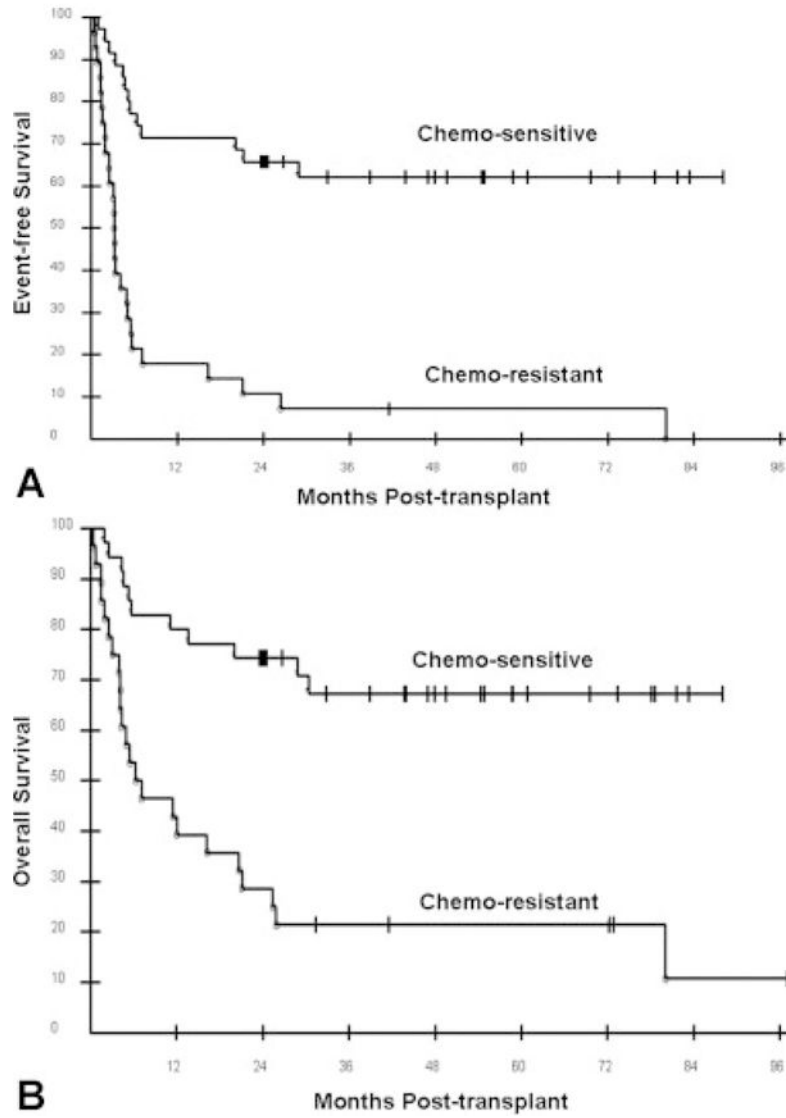 100
90
80
70
60
50
40
30
20
10
0
Event-free Survival
Chemo-sensitive
Chemo-resistant
12 24 36 48 60 72 84 96
A
Months Post-transplant
100
90
80
70
60
50
40
30
20
10
0
Overall Survival
Chemo-sensitive
Chemo-resistant
12 24 36 48 60 72 84 96
B
Months Post-transplant